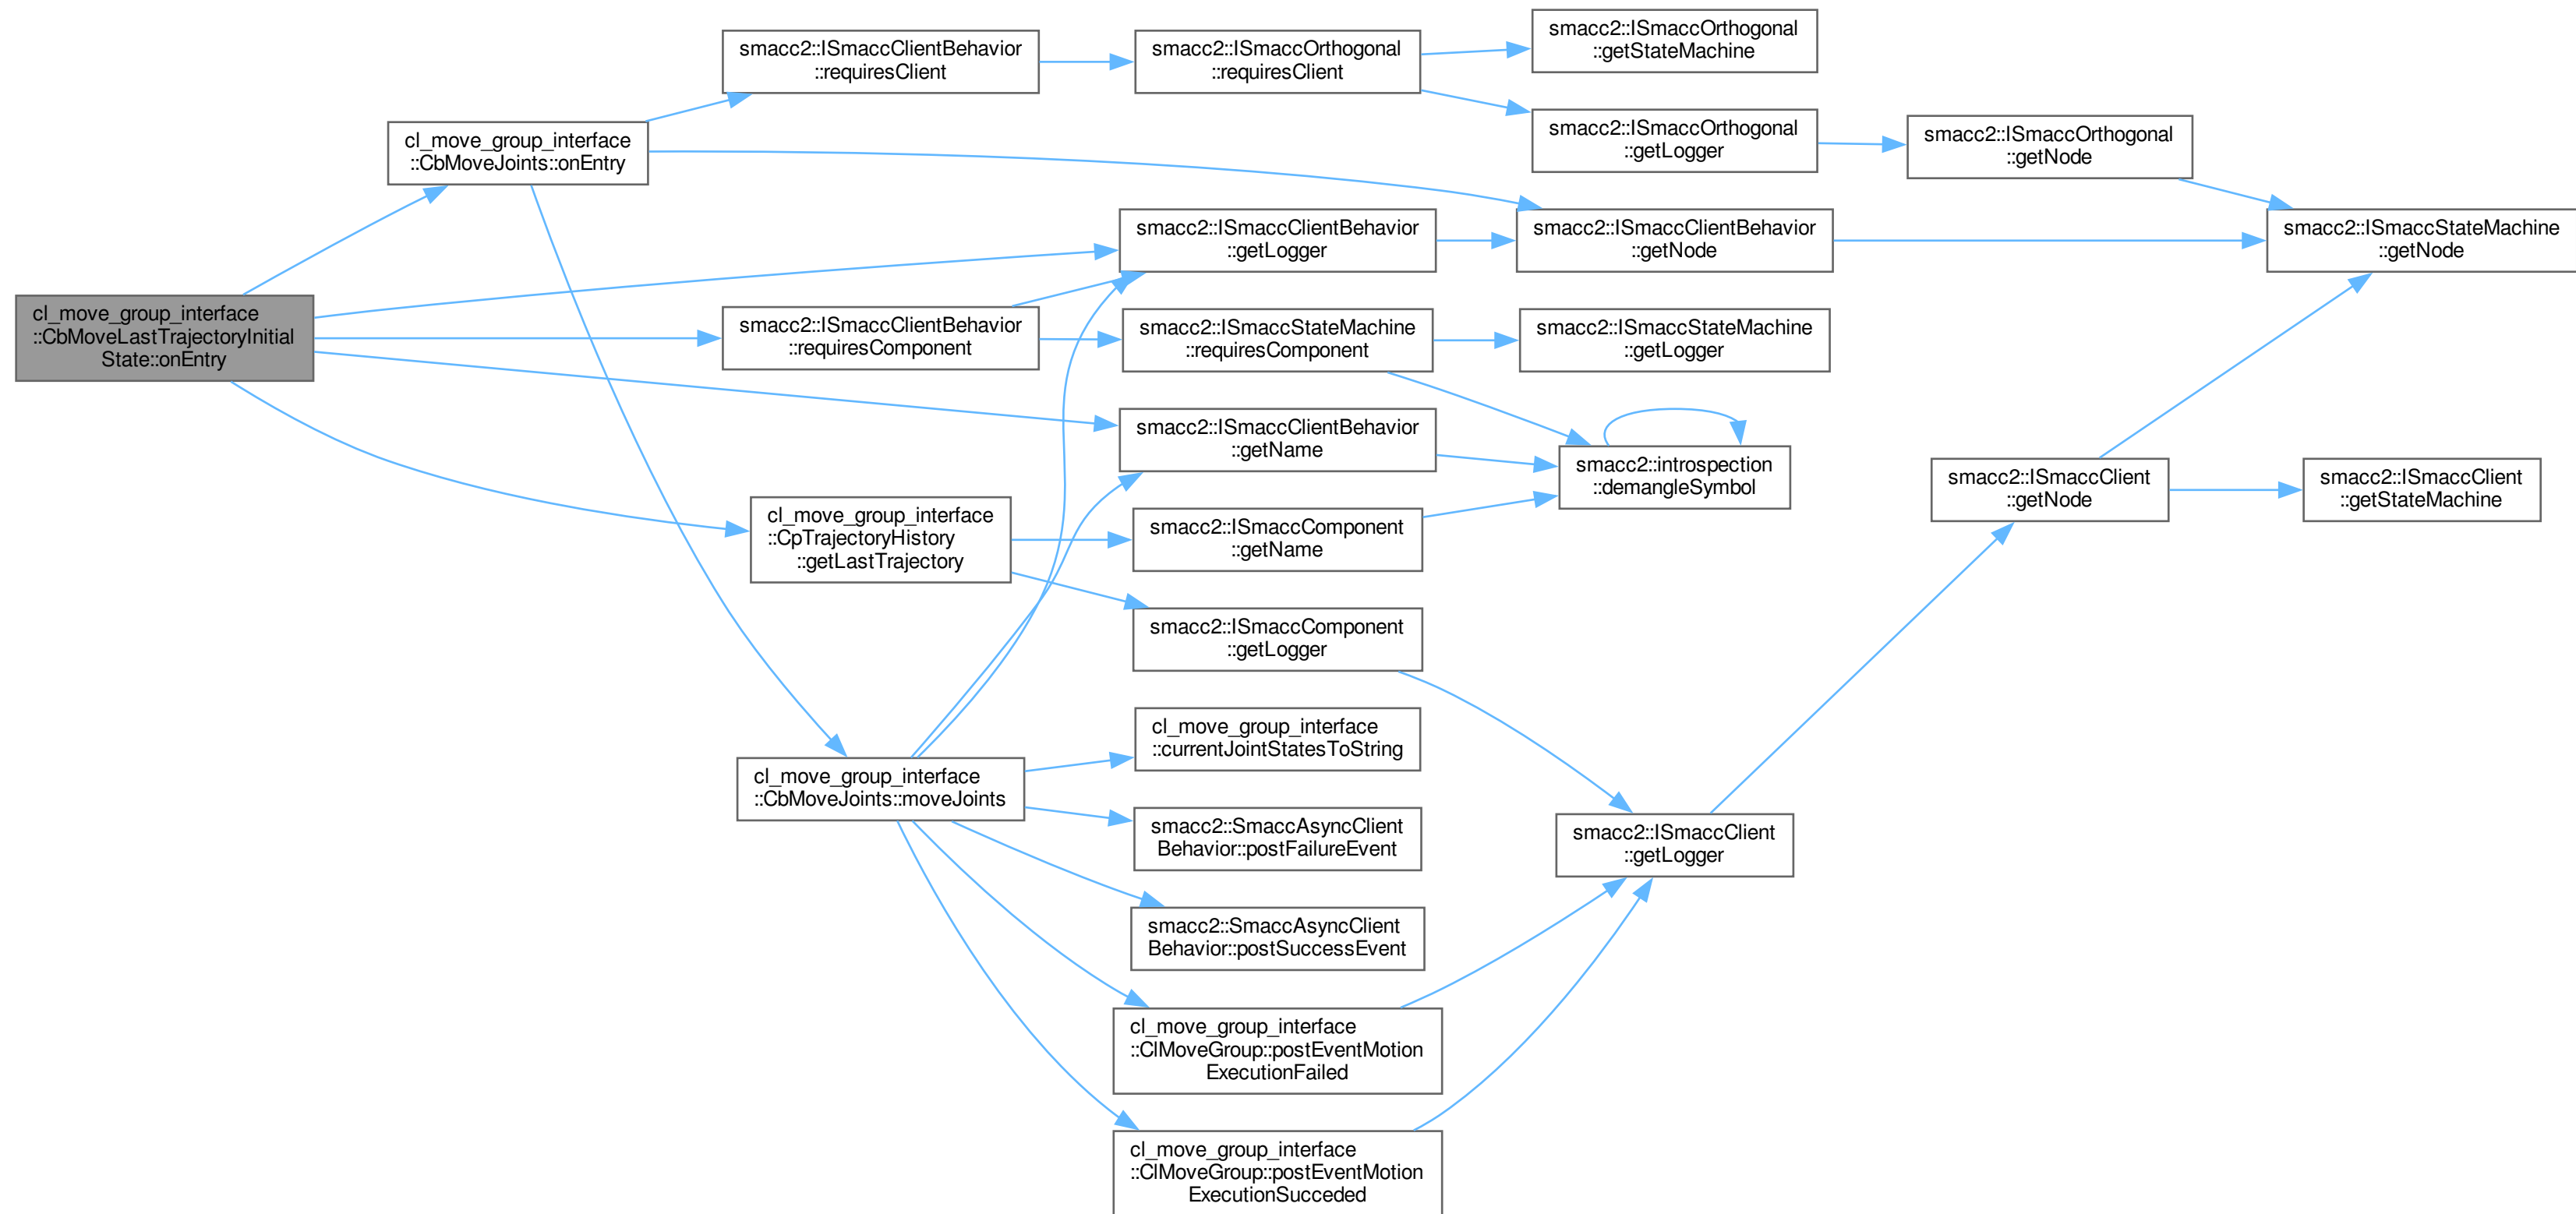 cl_move_group_interface
::CbMoveLastTrajectoryInitial
State::onEntry
cl_move_group_interface
::CbMoveJoints::onEntry
smacc2::ISmaccClientBehavior
::requiresClient
smacc2::ISmaccOrthogonal
::requiresClient
smacc2::ISmaccOrthogonal
::getStateMachine
smacc2::ISmaccOrthogonal
::getLogger
smacc2::ISmaccOrthogonal
::getNode
smacc2::ISmaccClientBehavior
::getLogger
smacc2::ISmaccClientBehavior
::getNode
smacc2::ISmaccStateMachine
::getNode
smacc2::ISmaccClientBehavior
::requiresComponent
smacc2::ISmaccStateMachine
::requiresComponent
smacc2::ISmaccStateMachine
::getLogger
smacc2::ISmaccClientBehavior
::getName
smacc2::introspection
::demangleSymbol
cl_move_group_interface
::CpTrajectoryHistory
::getLastTrajectory
smacc2::ISmaccComponent
::getName
smacc2::ISmaccClient
::getNode
smacc2::ISmaccClient
::getStateMachine
smacc2::ISmaccComponent
::getLogger
cl_move_group_interface
::currentJointStatesToString
cl_move_group_interface
::CbMoveJoints::moveJoints
smacc2::SmaccAsyncClient
Behavior::postFailureEvent
smacc2::ISmaccClient
::getLogger
smacc2::SmaccAsyncClient
Behavior::postSuccessEvent
cl_move_group_interface
::ClMoveGroup::postEventMotion
ExecutionFailed
cl_move_group_interface
::ClMoveGroup::postEventMotion
ExecutionSucceded